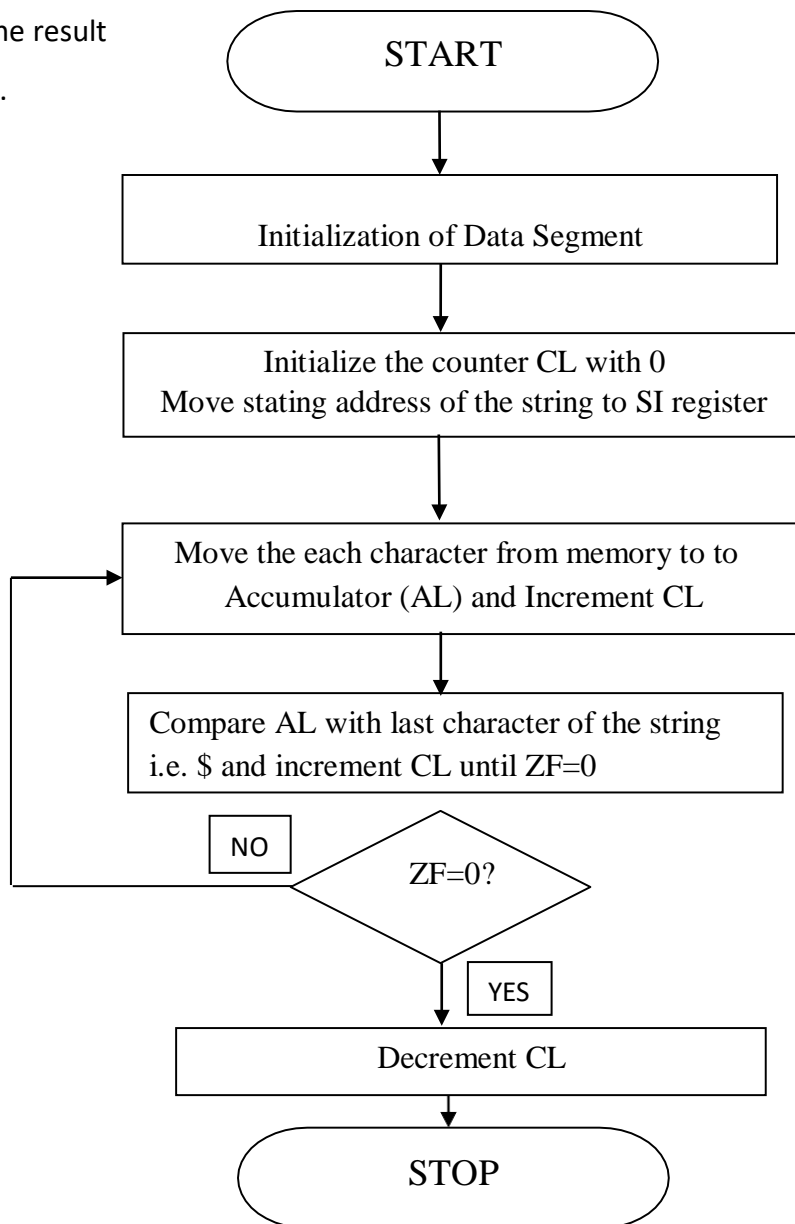 he result
.
START
Initialization of Data Segment
Initialize the counter CL with 0
Move stating address of the string to SI register
Move the each character from memory to to
Accumulator (AL) and Increment CL
Compare AL with last character of the string
i.e. $ and increment CL until ZF=0
NO
ZF=0?
YES
Decrement CL
STOP